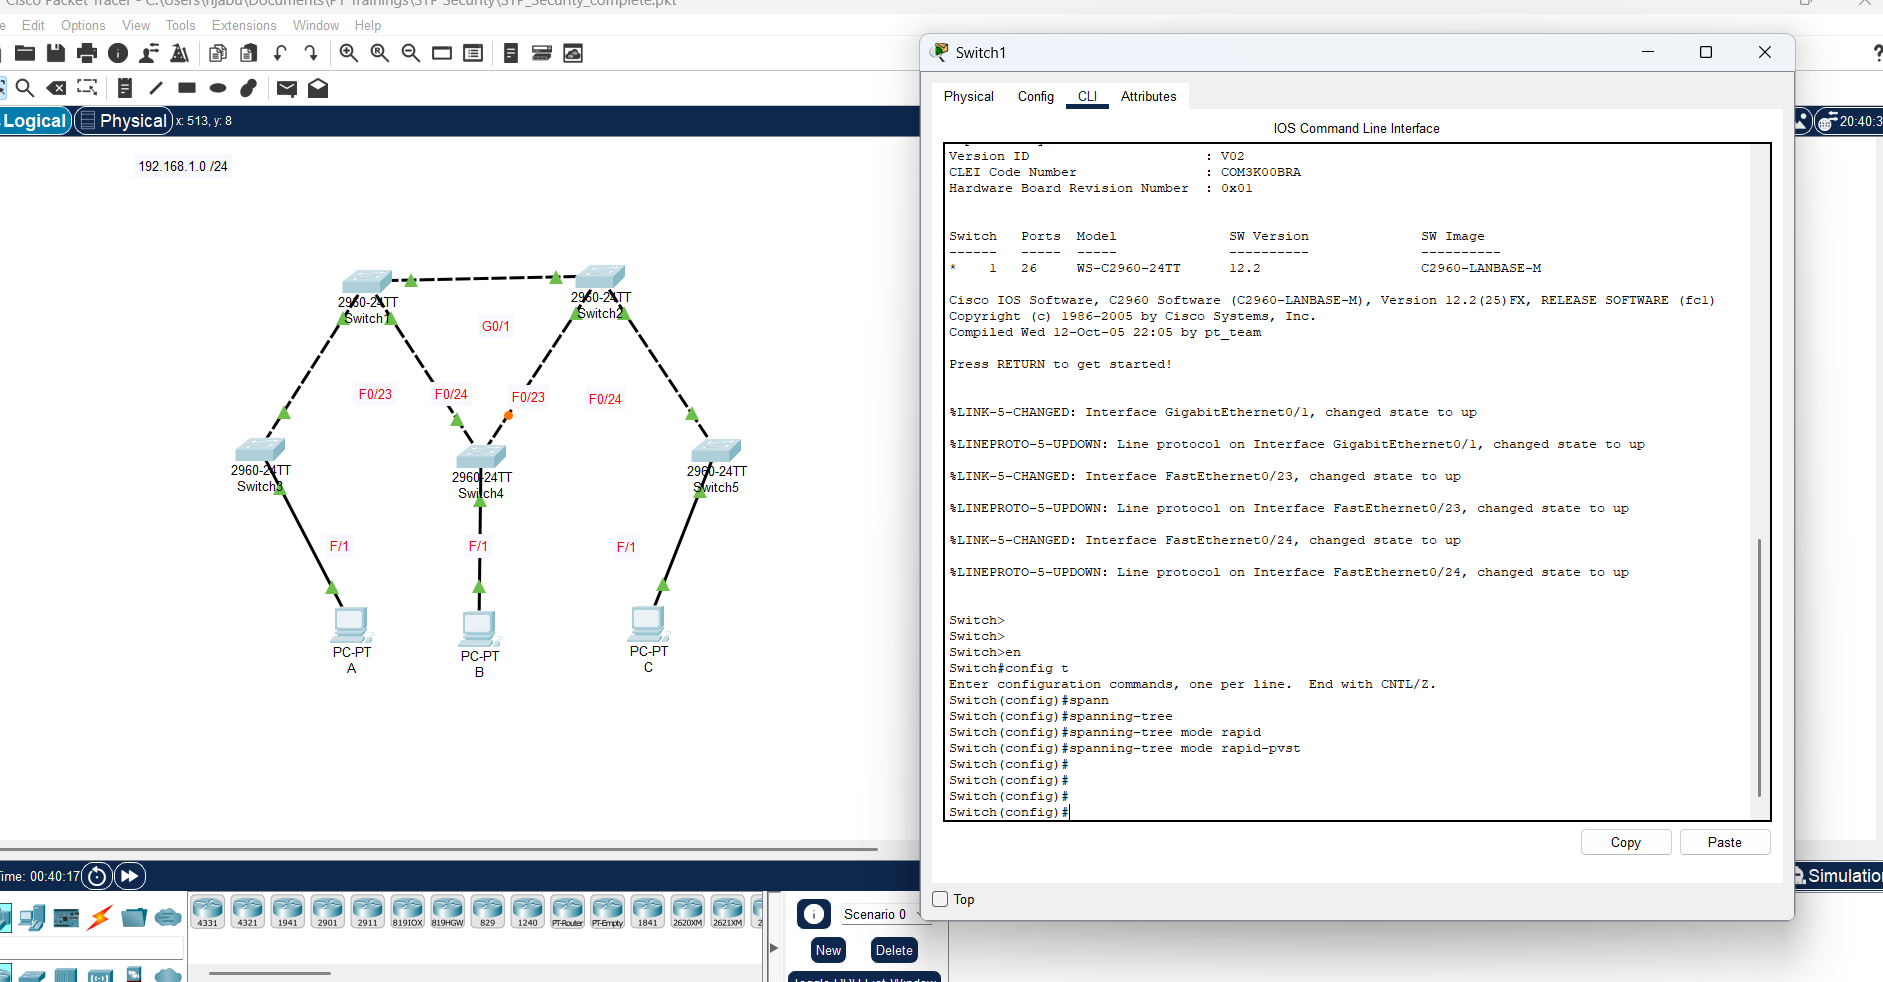 Cisco Packet Tracer - C:\Users\njabu\Documents\PT Trainings\STP Security\STP_Security_complete.pkt
Edit Options View Tools Extensions Window Help
Logical Physical x: 513, y: 8
20:40:3
192.168.1.0 /24
2960-24TT
Switch1
2960-24TT
Switch2
G0/1
F0/23
F0/24
F0/23
F0/24
2960-24TT
Switch3
2960-24TT
Switch4
2960-24TT
Switch5
F/1
F/1
F/1
PC-PT
A
PC-PT
B
PC-PT
C
Switch1
Physical Config CLI Attributes
IOS Command Line Interface
Version ID : V02
CLEI Code Number : COM3K00BRA
Hardware Board Revision Number : 0x01
Switch Ports Model SW Version SW Image
------ ----- ----- ---------- ----------
* 1 26 WS-C2960-24TT 12.2 C2960-LANBASE-M
Cisco IOS Software, C2960 Software (C2960-LANBASE-M), Version 12.2(25)FX, RELEASE SOFTWARE (fc1)
Copyright (c) 1986-2005 by Cisco Systems, Inc.
Compiled Wed 12-Oct-05 22:05 by pt_team
Press RETURN to get started!
%LINK-5-CHANGED: Interface GigabitEthernet0/1, changed state to up
%LINEPROTO-5-UPDOWN: Line protocol on Interface GigabitEthernet0/1, changed state to up
%LINK-5-CHANGED: Interface FastEthernet0/23, changed state to up
%LINEPROTO-5-UPDOWN: Line protocol on Interface FastEthernet0/23, changed state to up
%LINK-5-CHANGED: Interface FastEthernet0/24, changed state to up
%LINEPROTO-5-UPDOWN: Line protocol on Interface FastEthernet0/24, changed state to up
Switch>
Switch>
Switch>en
Switch#config t
Enter configuration commands, one per line. End with CNTL/Z.
Switch(config)#spann
Switch(config)#spanning-tree
Switch(config)#spanning-tree mode rapid
Switch(config)#spanning-tree mode rapid-pvst
Switch(config)#
Switch(config)#
Switch(config)#
Switch(config)#
Copy Paste
Top
ime: 00:40:17
Simulation
4331 4321 1941 2901 2911 819IOX 819HGW 829 1240 PT-Router PT-Empty 1841 2620XM 2621XM 2
Scenario 0
New Delete
Toggle PDU List Window